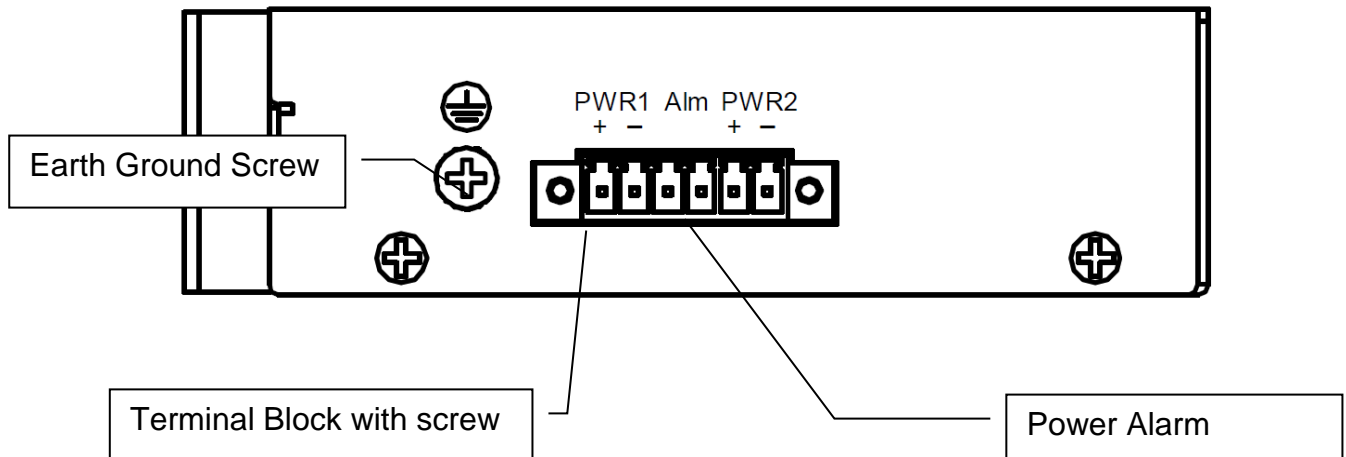 PWR1 Alm PWR2
+ − + −
Earth Ground Screw
Terminal Block with screw
Power Alarm